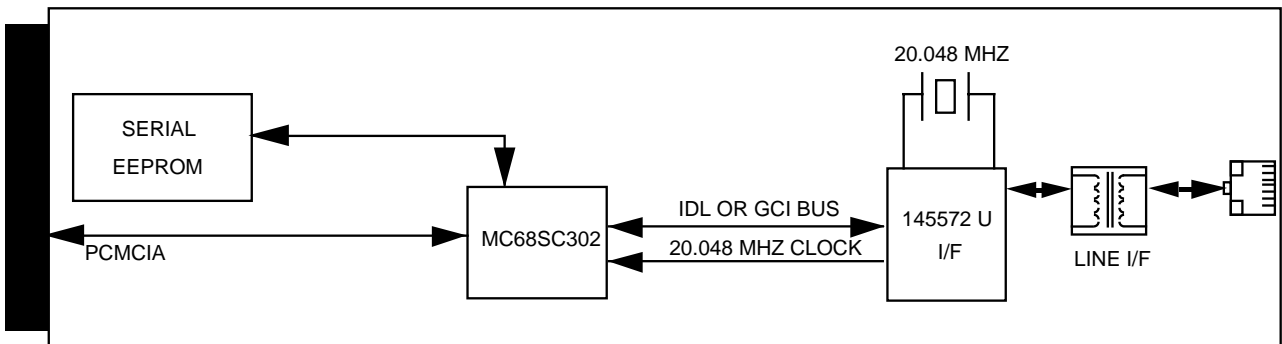 20.048 MHZ
SERIAL
EEPROM
MC68SC302
PCMCIA
IDL OR GCI BUS
20.048 MHZ CLOCK
145572 U
I/F
LINE I/F